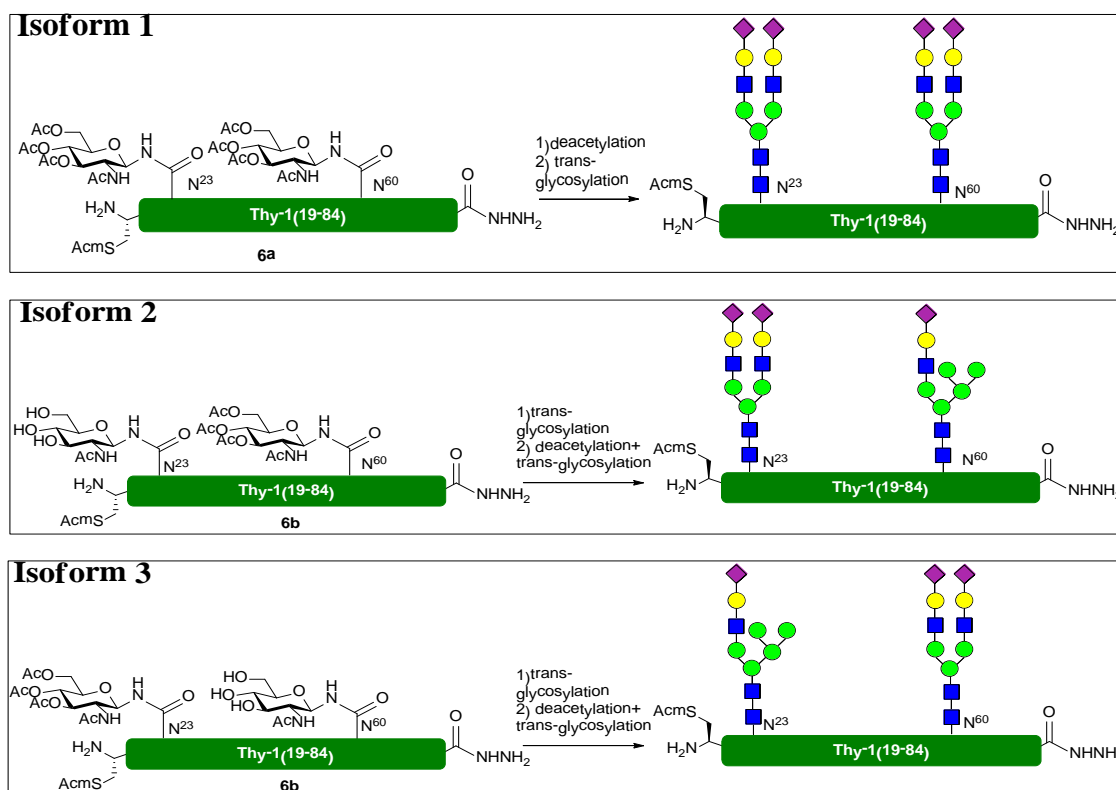 Isoform 1
AcO
AcO
AcO
AcNH
O
H
N
O
N23
AcO
AcO
AcO
AcNH
O
H
N
O
N60
O
NHNH2
H2N
AcmS
Thy-1(19-84)
6a
1)deacetylation
2) trans-
glycosylation
AcmS
H2N
N23
N60
Thy-1(19-84)
O
NHNH2
Isoform 2
HO
HO
HO
AcNH
O
H
N
O
N23
AcO
AcO
AcO
AcNH
O
H
N
O
N60
O
NHNH2
H2N
AcmS
Thy-1(19-84)
6b
1)trans-
glycosylation
2) deacetylation+
trans-glycosylation
AcmS
H2N
N23
N60
Thy-1(19-84)
O
NHNH2
Isoform 3
AcO
AcO
AcO
AcNH
O
H
N
O
N23
HO
HO
HO
AcNH
O
H
N
O
N60
O
NHNH2
H2N
AcmS
Thy-1(19-84)
6b
1)trans-
glycosylation
2) deacetylation+
trans-glycosylation
AcmS
H2N
N23
N60
Thy-1(19-84)
O
NHNH